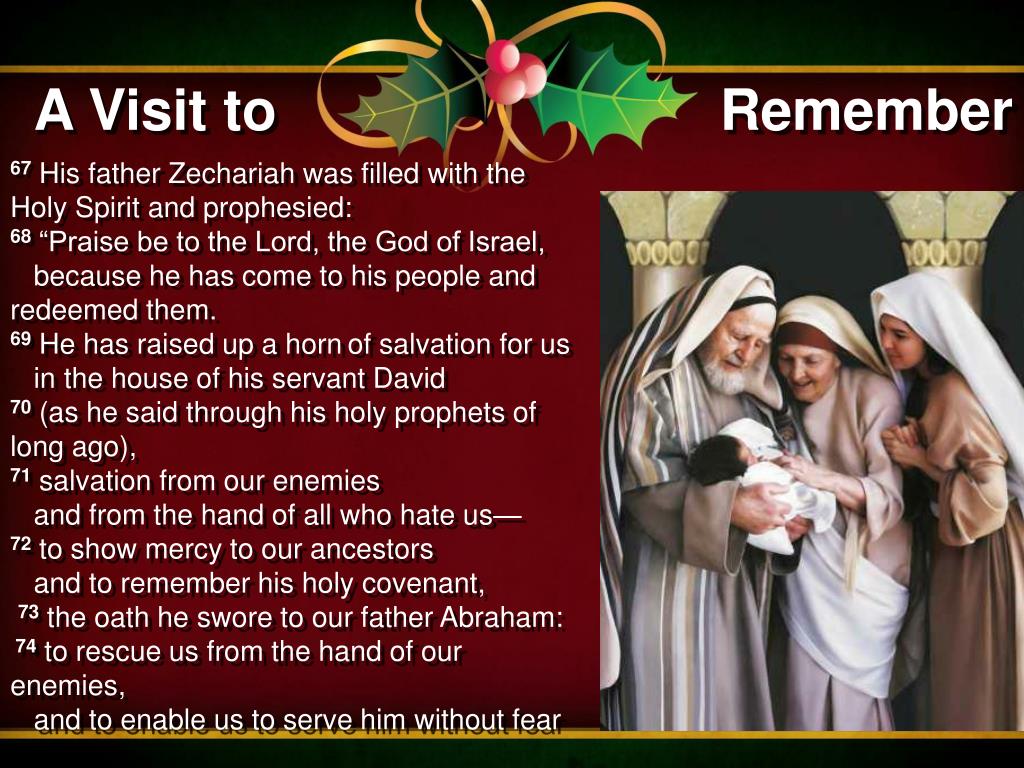 A Visit to Remember
67 His father Zechariah was filled with the
Holy Spirit and prophesied:
68 “Praise be to the Lord, the God of Israel,
because he has come to his people and
redeemed them.
69 He has raised up a horn of salvation for us
in the house of his servant David
70 (as he said through his holy prophets of
long ago),
71 salvation from our enemies
and from the hand of all who hate us—
72 to show mercy to our ancestors
and to remember his holy covenant,
73 the oath he swore to our father Abraham:
74 to rescue us from the hand of our
enemies,
and to enable us to serve him without fear